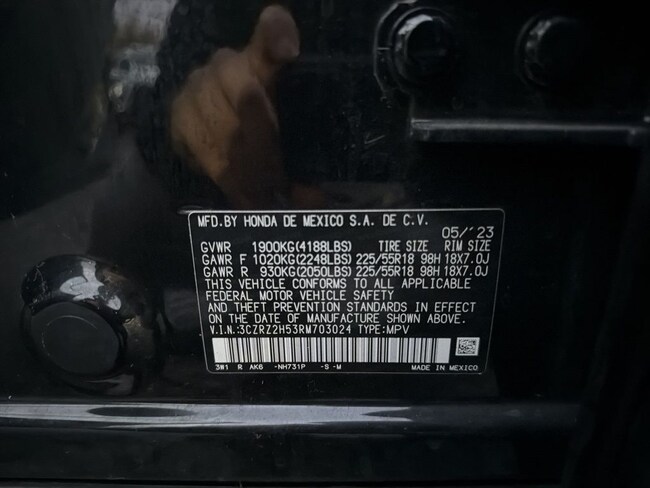 MFD.BY HONDA DE MEXICO S.A. DE C.V.
05/'23
GVWR 1900KG(4188LBS) TIRE SIZE RIM SIZE
GAWR F 1020KG(2248LBS) 225/55R18 98H 18X7.0J
GAWR R 930KG(2050LBS) 225/55R18 98H 18X7.0J
THIS VEHICLE CONFORMS TO ALL APPLICABLE
FEDERAL MOTOR VEHICLE SAFETY
AND THEFT PREVENTION STANDARDS IN EFFECT
ON THE DATE OF MANUFACTURE SHOWN ABOVE.
V.I.N.:3CZRZ2H53RM703024 TYPE:MPV
3W1 R AK6 -NH731P -S -M MADE IN MEXICO